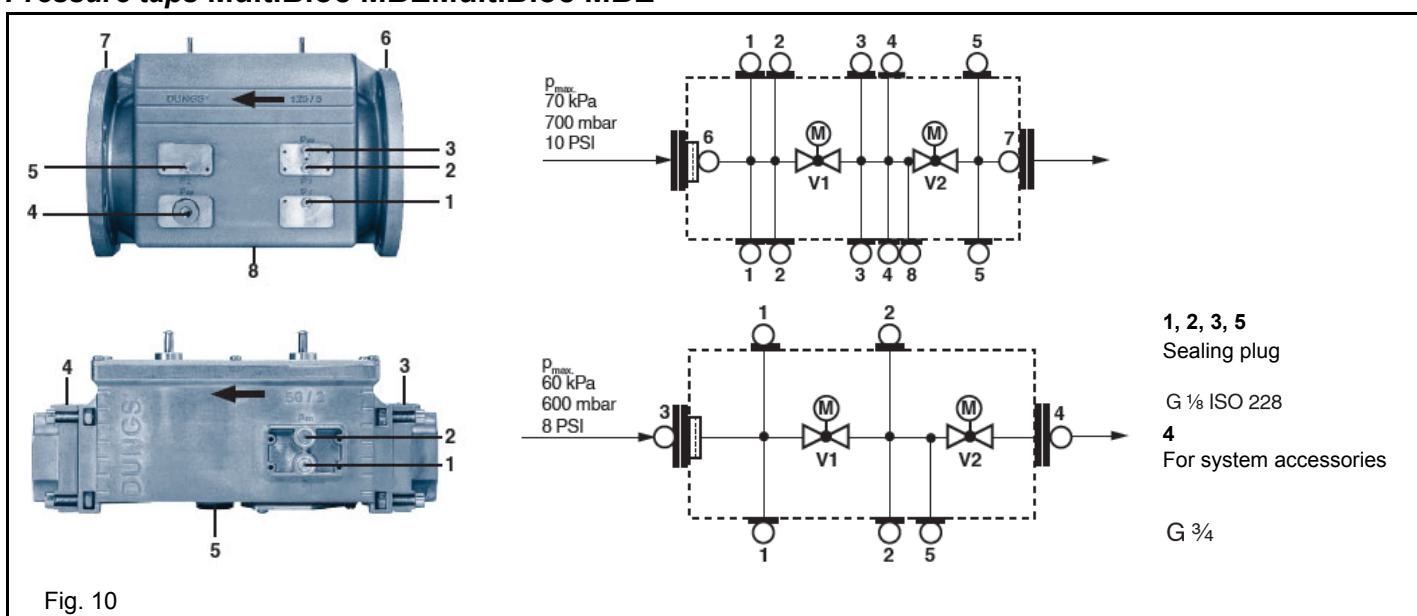 Pressure taps MultiBloc MBEMultiBloc MBE
7
6
DUNGS
125/5
5
3
2
4
1
8
1 2 3 4 5
Pmax.
70 kPa
700 mbar
10 PSI
6
M
M
7
V1
V2
1 2 3 4 8 5
4
3
DUNGS
50 / 2
2
1
5
1 2
Pmax.
60 kPa
600 mbar
8 PSI
3
M
M
4
V1
V2
1 2 5
1, 2, 3, 5
Sealing plug
G ⅛ ISO 228
4
For system accessories
G ¾
Fig. 10